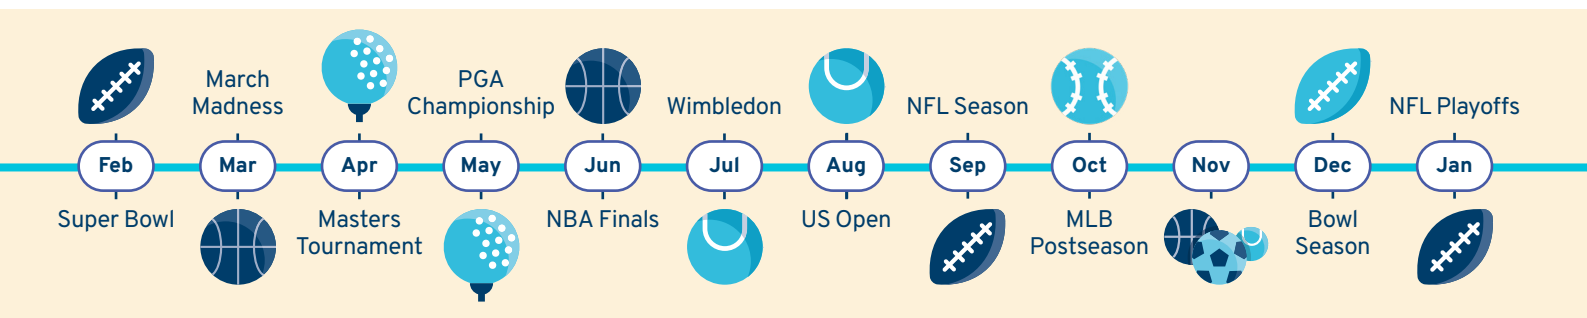 March
Madness
PGA
Championship
Wimbledon
NFL Season
NFL Playoffs
Feb
Mar
Apr
May
Jun
Jul
Aug
Sep
Oct
Nov
Dec
Jan
Super Bowl
Masters
Tournament
NBA Finals
US Open
MLB
Postseason
Bowl
Season